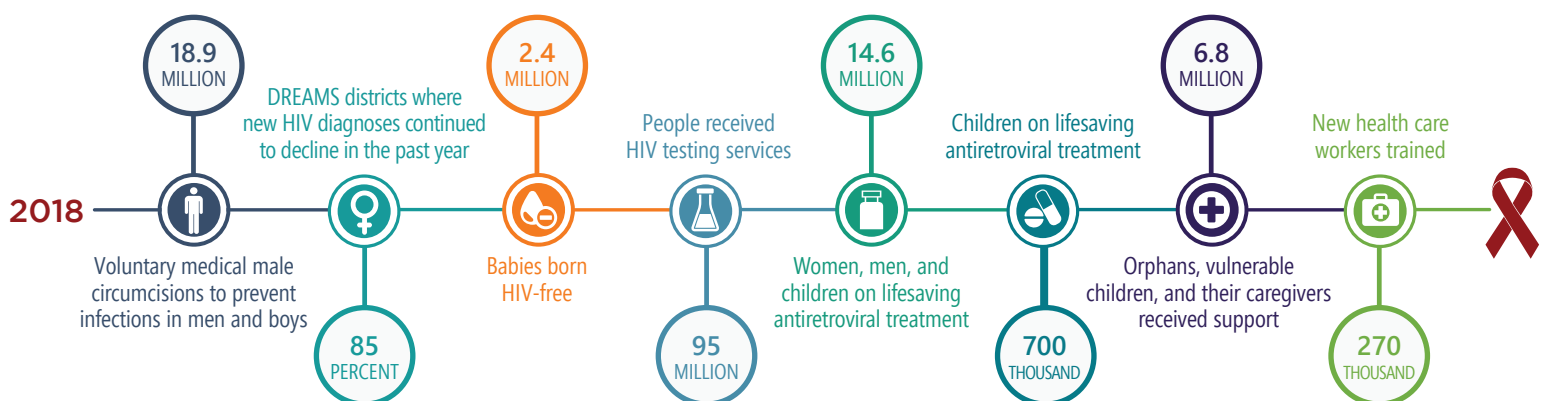 2018
18.9
MILLION
Voluntary medical male
circumcisions to prevent
infections in men and boys
DREAMS districts where
new HIV diagnoses continued
to decline in the past year
85
PERCENT
2.4
MILLION
Babies born
HIV-free
People received
HIV testing services
95
MILLION
14.6
MILLION
Women, men, and
children on lifesaving
antiretroviral treatment
Children on lifesaving
antiretroviral treatment
700
THOUSAND
6.8
MILLION
Orphans, vulnerable
children, and their caregivers
received support
New health care
workers trained
270
THOUSAND